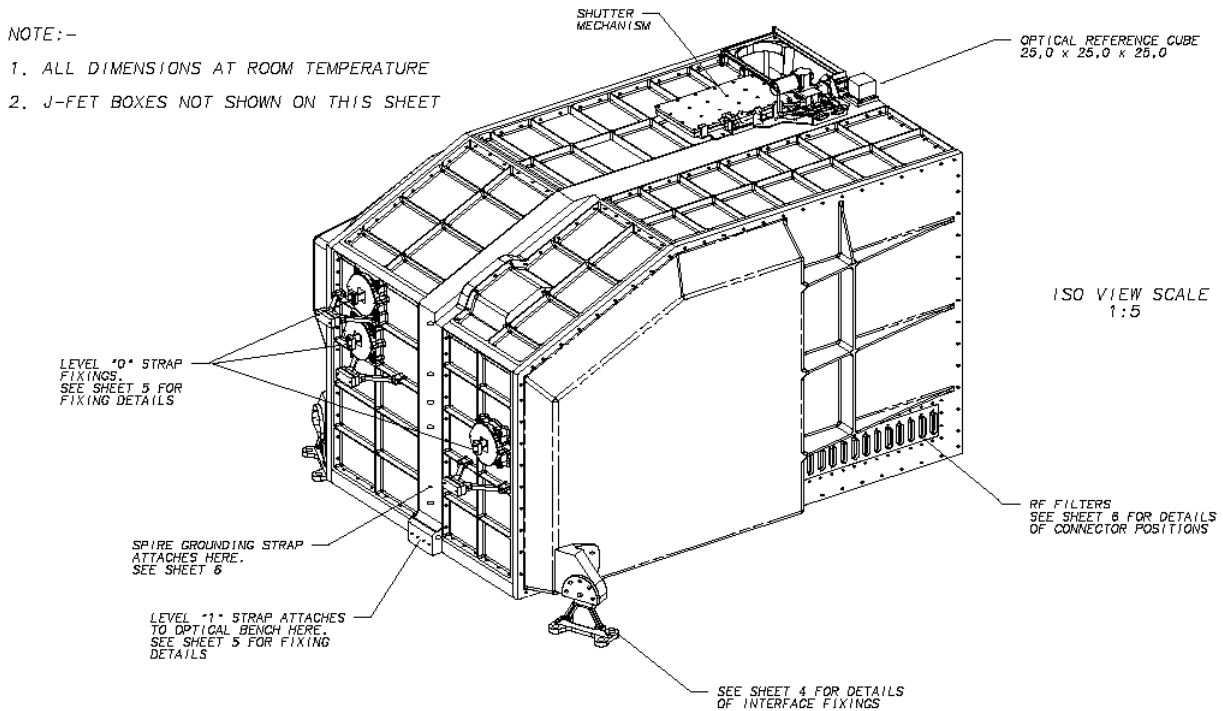 NOTE:-
1. ALL DIMENSIONS AT ROOM TEMPERATURE
2. J-FET BOXES NOT SHOWN ON THIS SHEET
SHUTTER
MECHANISM
OPTICAL REFERENCE CUBE
25,0 x 25,0 x 25,0
ISO VIEW SCALE
1:5
LEVEL "0" STRAP
FIXINGS.
SEE SHEET 5 FOR
FIXING DETAILS
SPIRE GROUNDING STRAP
ATTACHES HERE.
SEE SHEET 6
LEVEL "1" STRAP ATTACHES
TO OPTICAL BENCH HERE.
SEE SHEET 5 FOR FIXING
DETAILS
RF FILTERS
SEE SHEET 6 FOR DETAILS
OF CONNECTOR POSITIONS
SEE SHEET 4 FOR DETAILS
OF INTERFACE FIXINGS